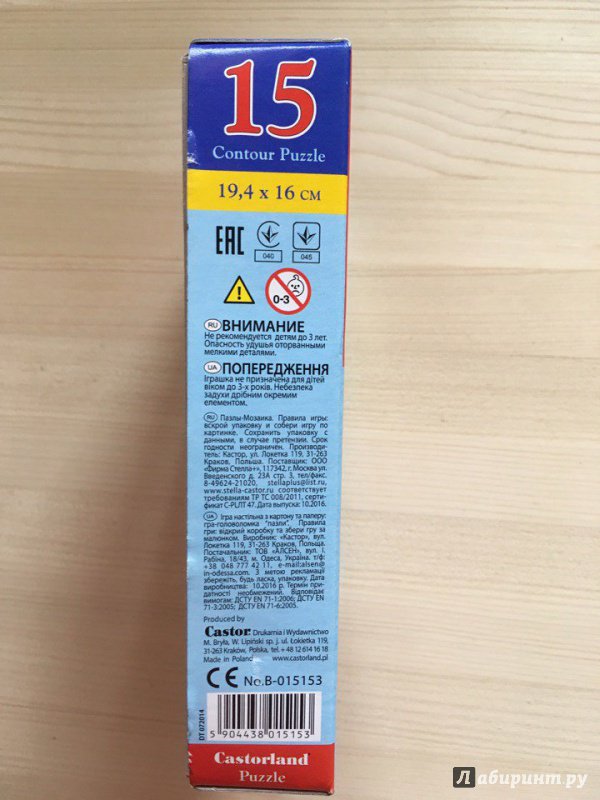 15
Contour Puzzle
19,4 x 16 см
ЕАС
040 045
0-3
RU ВНИМАНИЕ
Не рекомендуется детям до 3 лет.
Опасность удушья оторванными
мелкими деталями.
UA ПОПЕРЕДЖЕННЯ
Іграшка не призначена для дітей
віком до 3-х років. Небезпека
задухи дрібним окремим
елементом.
RU Пазлы-Мозаика. Правила игры:
вскрой упаковку и собери игру по
картинке. Сохранить упаковку с
данными, в случае претензии. Срок
годности неограничен. Производи-
тель: Кастор, ул. Локетка 119, 31-263
Краков, Польша. Поставщик: ООО
«Фирма Стелла+», 117342, г. Москва ул.
Введенского д. 23А стр. 3, тел/факс.
8-49624-21020, stellaplus@list.ru,
www.stella-castor.ru соответствует
требованиям ТР ТС 008/2011, серти-
фикат C-PL.ПТ 47. Дата выпуска: 10.2016.
UA Ігра настільна з картону та паперу:
гра-головоломка "пазли". Правила
гри: відкрий коробку та збери гру за
малюнком. Виробник: «Кастор», вул.
Локетка 119, 31-263 Краков, Польща.
Постачальник: ТОВ "АЛСЕН", вул. І.
Рабіна, 18/43, м. Одеса, Україна. т/ф:
+38 048 777 42 11, e-mail:alsen@
in-odessa.com. З метою рекламації
збережіть, будь ласка, упаковку. Дата
виробництва: 10.2016 р. Термін при-
датності необмежений. Відповідає
вимогам: ДСТУ EN 71-1:2006; ДСТУ EN
71-3:2005; ДСТУ EN 71-6:2005.
Produced by
Castor Drukarnia i Wydawnictwo
M. Bryła, W. Lipiński sp. j. ul. Łokietka 119,
31-263 Kraków, Polska, tel. + 48 12 614 16 18
Made in Poland www.castorland.pl
CE No.B-015153
DT 072014
5 904438 015153
Castorland
Puzzle
Лабиринт.ру